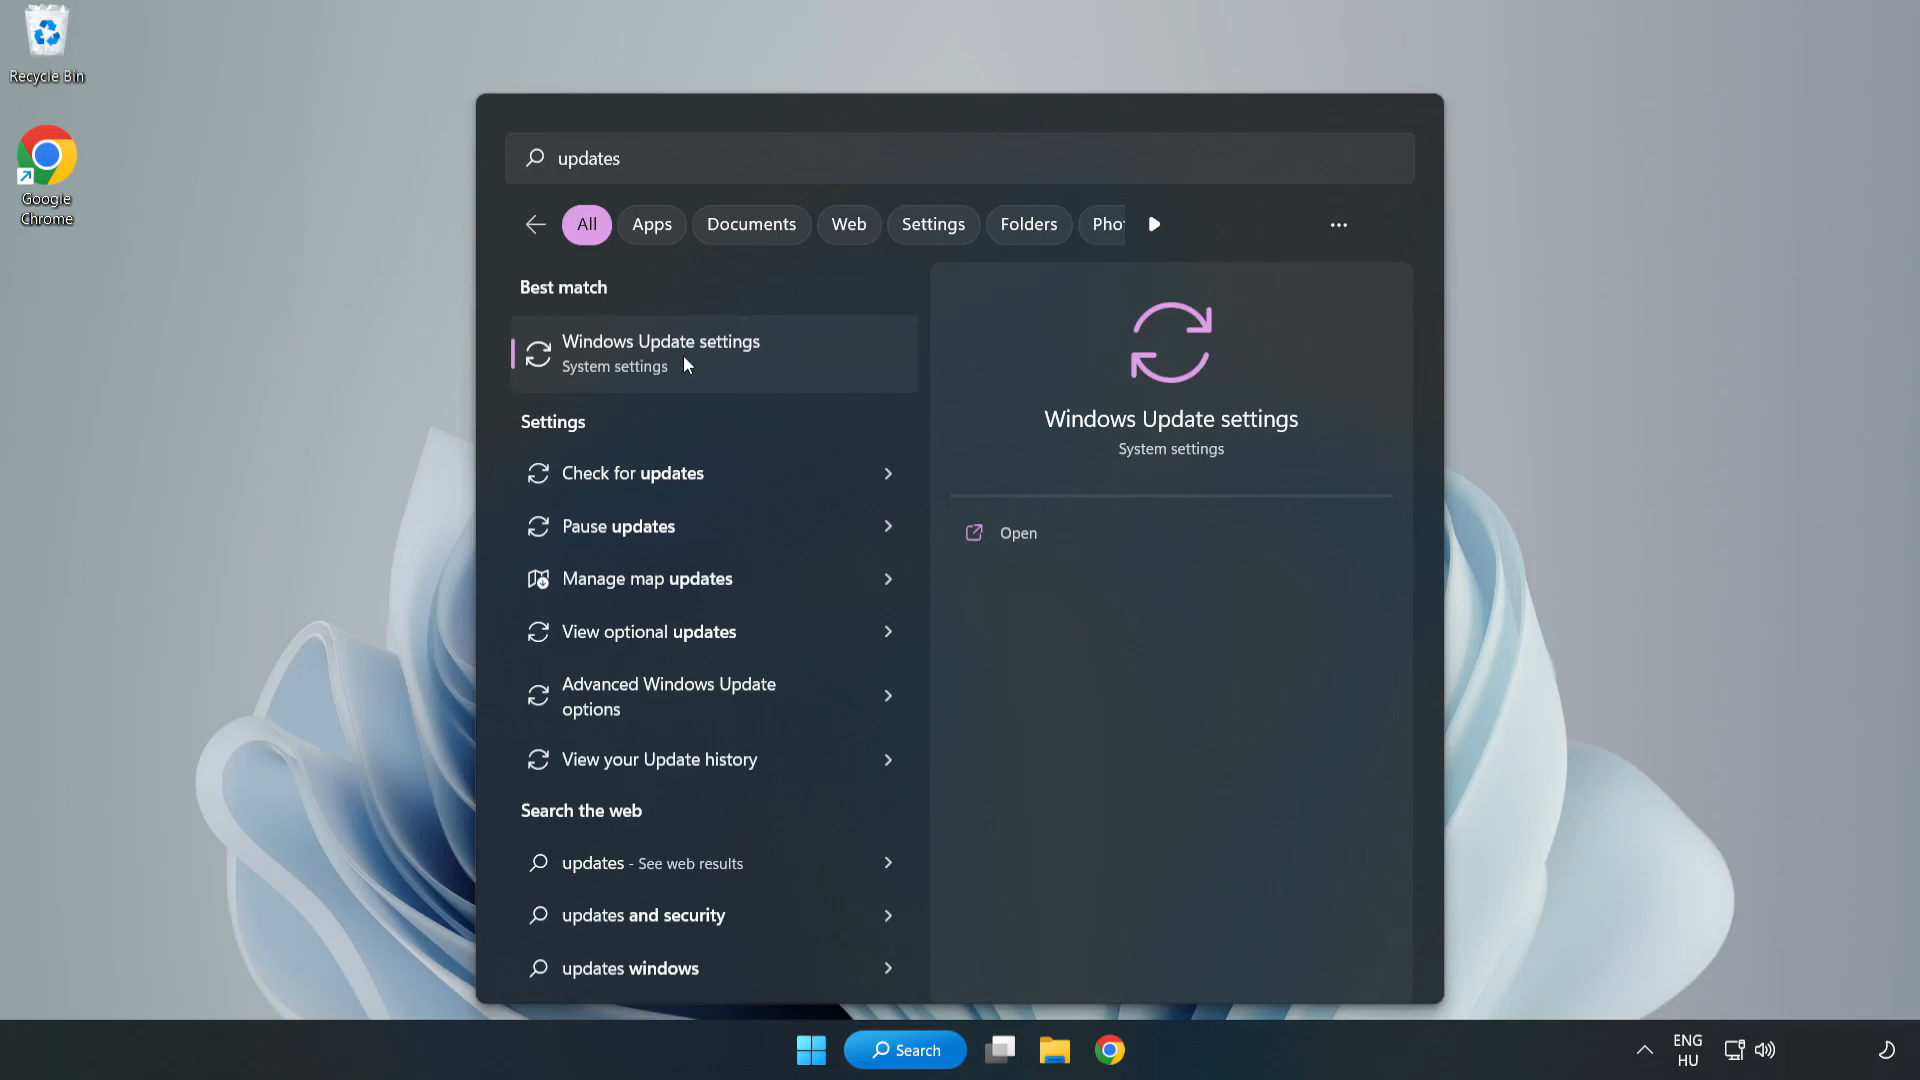 Recycle Bin
Google
Chrome
updates
All Apps Documents Web Settings Folders Pho
Best match
Windows Update settings
System settings
Settings
Check for updates
Pause updates
Manage map updates
View optional updates
Advanced Windows Update
options
View your Update history
Search the web
updates - See web results
updates and security
updates windows
Windows Update settings
System settings
Open
Search
ENG
HU